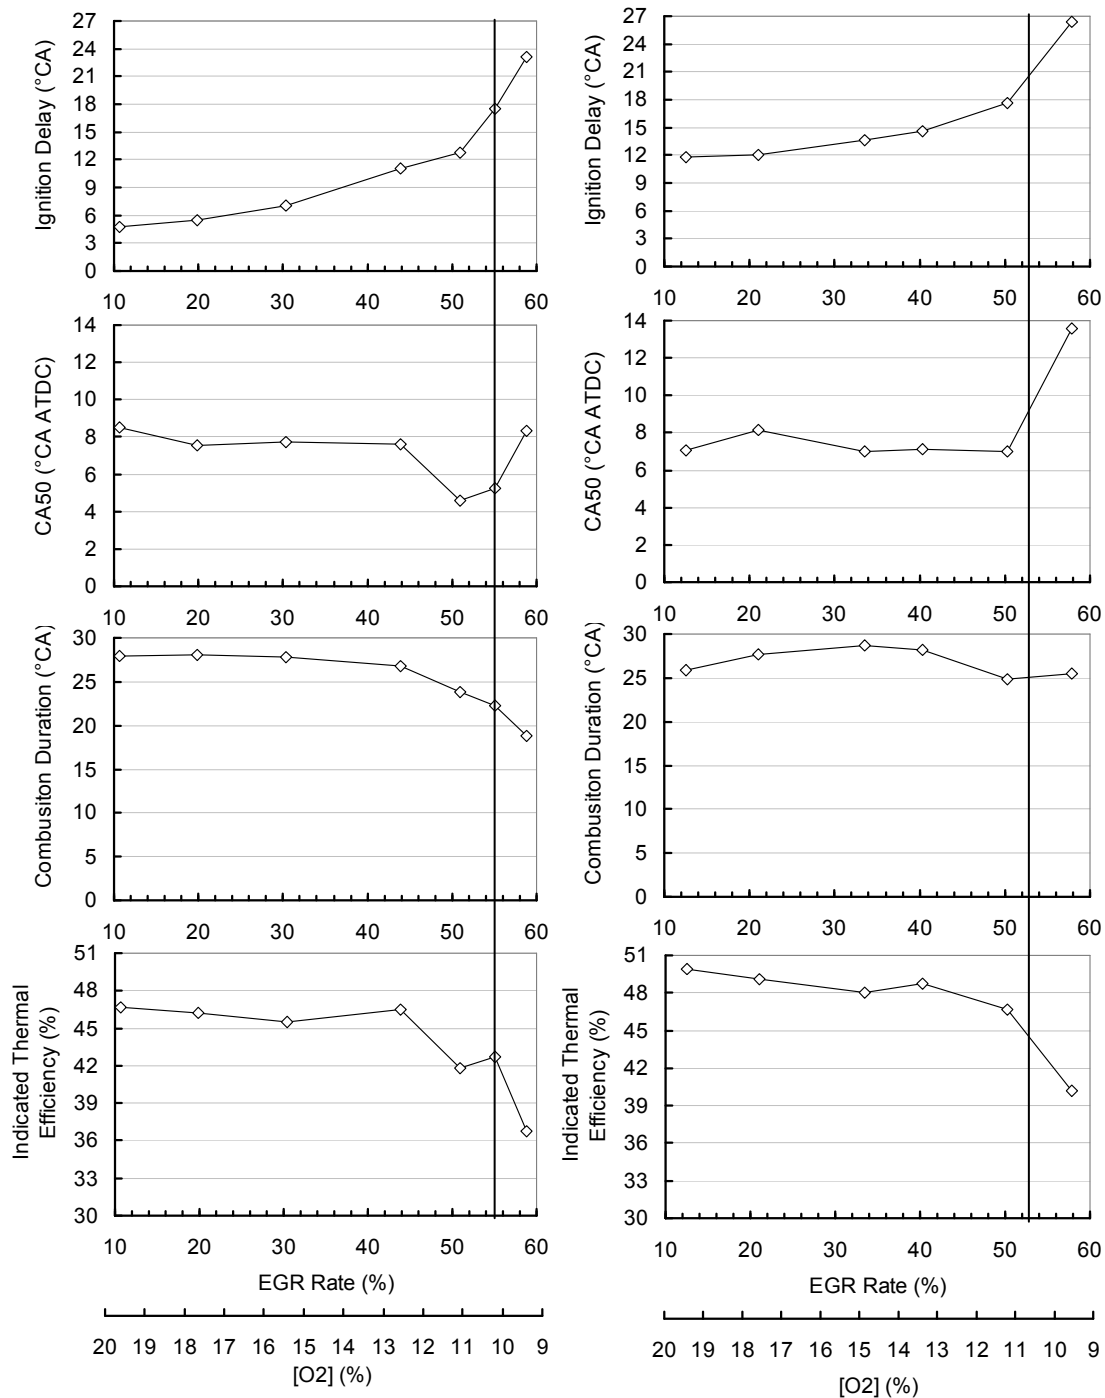 Ignition Delay (°CA)
27
24
21
18
15
12
9
6
3
0
10 20 30 40 50 60
CA50 (°CA ATDC)
14
12
10
8
6
4
2
0
10 20 30 40 50 60
Combusiton Duration (°CA)
30
25
20
15
10
5
0
10 20 30 40 50 60
Indicated Thermal
Efficiency (%)
51
48
45
42
39
36
33
30
10 20 30 40 50 60
EGR Rate (%)
20 19 18 17 16 15 14 13 12 11 10 9
[O2] (%)
Ignition Delay (°CA)
27
24
21
18
15
12
9
6
3
0
10 20 30 40 50 60
CA50 (°CA ATDC)
14
12
10
8
6
4
2
0
10 20 30 40 50 60
Combusiton Duration (°CA)
30
25
20
15
10
5
0
10 20 30 40 50 60
Indicated Thermal
Efficiency (%)
51
48
45
42
39
36
33
30
10 20 30 40 50 60
EGR Rate (%)
20 19 18 17 16 15 14 13 12 11 10 9
[O2] (%)